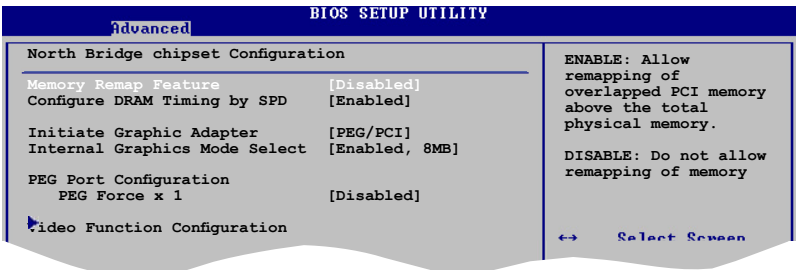 BIOS SETUP UTILITY
Advanced
North Bridge chipset Configuration
Memory Remap Feature [Disabled]
Configure DRAM Timing by SPD [Enabled]
Initiate Graphic Adapter [PEG/PCI]
Internal Graphics Mode Select [Enabled, 8MB]
PEG Port Configuration
PEG Force x 1 [Disabled]
Video Function Configuration
ENABLE: Allow
remapping of
overlapped PCI memory
above the total
physical memory.
DISABLE: Do not allow
remapping of memory
←→ Select Screen